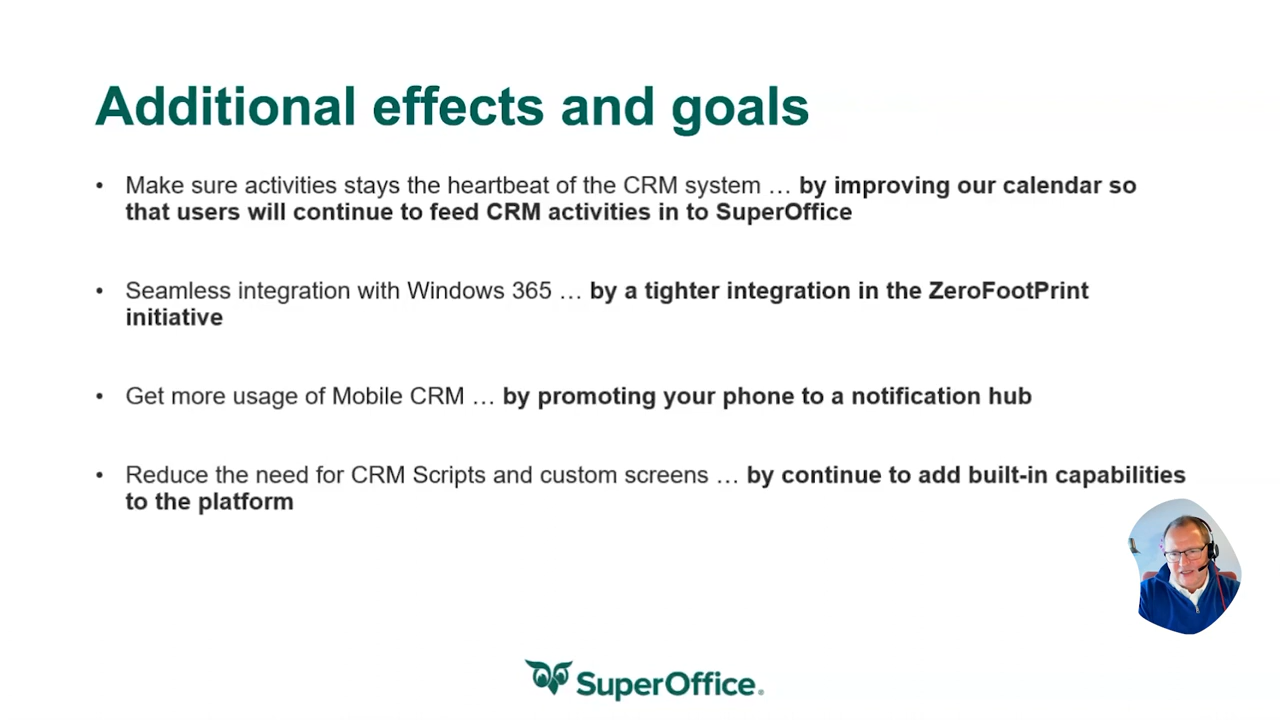 Additional effects and goals
• Make sure activities stays the heartbeat of the CRM system … by improving our calendar so
that users will continue to feed CRM activities in to SuperOffice
• Seamless integration with Windows 365 … by a tighter integration in the ZeroFootPrint
initiative
• Get more usage of Mobile CRM … by promoting your phone to a notification hub
• Reduce the need for CRM Scripts and custom screens … by continue to add built-in capabilities
to the platform
SuperOffice.